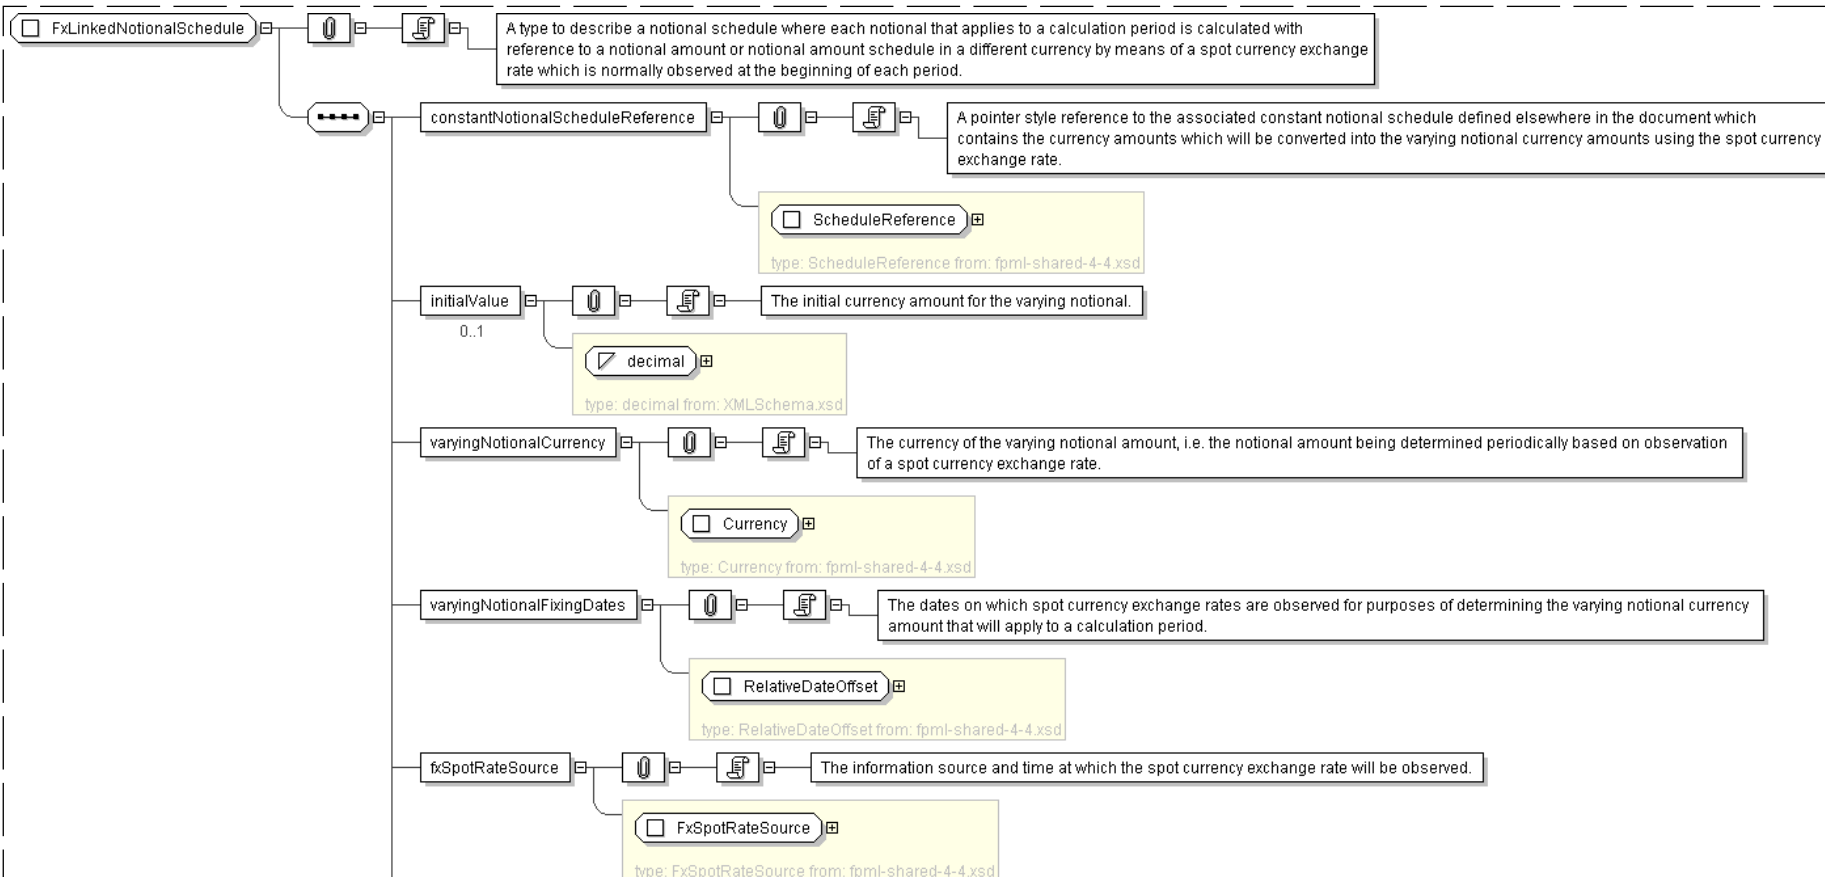 FxLinkedNotionalSchedule
A type to describe a notional schedule where each notional that applies to a calculation period is calculated with
reference to a notional amount or notional amount schedule in a different currency by means of a spot currency exchange
rate which is normally observed at the beginning of each period.
constantNotionalScheduleReference
A pointer style reference to the associated constant notional schedule defined elsewhere in the document which
contains the currency amounts which will be converted into the varying notional currency amounts using the spot currency
exchange rate.
ScheduleReference
type: ScheduleReference from: fpml-shared-4-4.xsd
initialValue
The initial currency amount for the varying notional.
0..1
decimal
type: decimal from: XMLSchema.xsd
varyingNotionalCurrency
The currency of the varying notional amount, i.e. the notional amount being determined periodically based on observation
of a spot currency exchange rate.
Currency
type: Currency from: fpml-shared-4-4.xsd
varyingNotionalFixingDates
The dates on which spot currency exchange rates are observed for purposes of determining the varying notional currency
amount that will apply to a calculation period.
RelativeDateOffset
type: RelativeDateOffset from: fpml-shared-4-4.xsd
fxSpotRateSource
The information source and time at which the spot currency exchange rate will be observed.
FxSpotRateSource
type: FxSpotRateSource from: fpml-shared-4-4.xsd